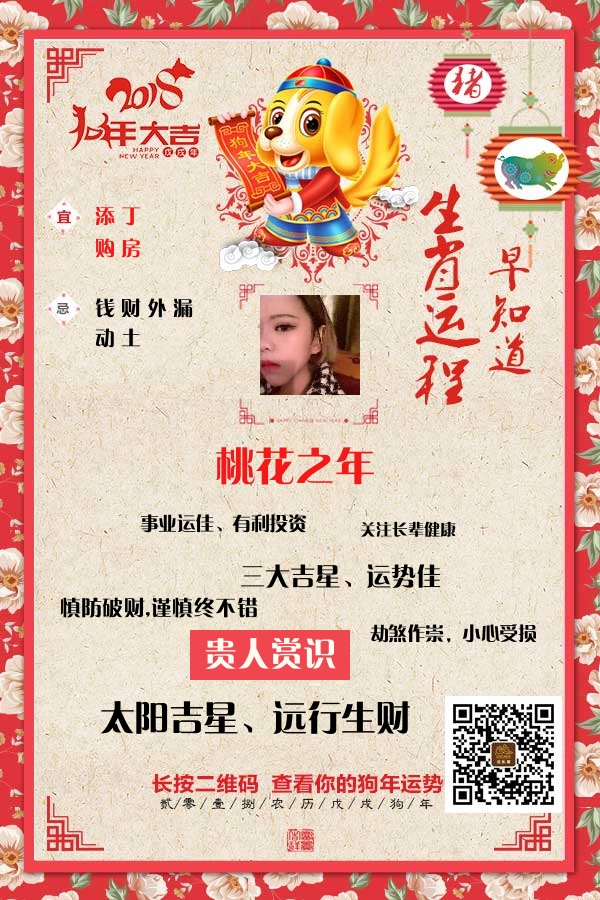 2018
狗年大吉
HAPPY
NEW YEAR
戊戌年
狗年大吉
猪
生肖运程
早知道
宜
添丁
购房
忌
钱财外漏
动土
HAPPY CHINESE NEW YEAR
桃花之年
事业运佳、有利投资
关注长辈健康
三大吉星、运势佳
慎防破财,谨慎终不错
劫煞作祟，小心受损
贵人赏识
太阳吉星、远行生财
长按二维码 查看你的狗年运势
贰/零/壹/捌/农/历/戊/戌/狗/年